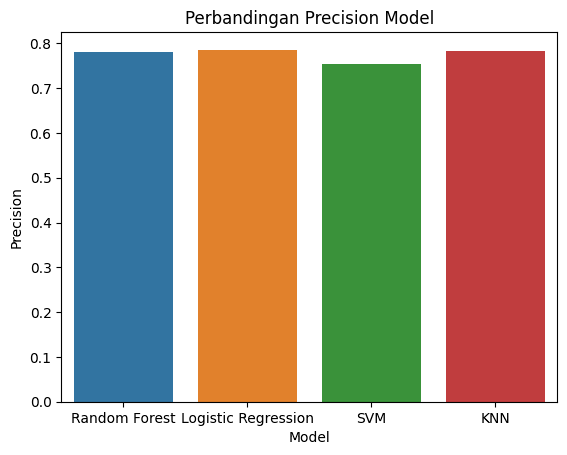 Perbandingan Precision Model
0.8
0.7
0.6
0.5
0.4
0.3
0.2
0.1
0.0
Precision
Random Forest Logistic Regression SVM KNN
Model